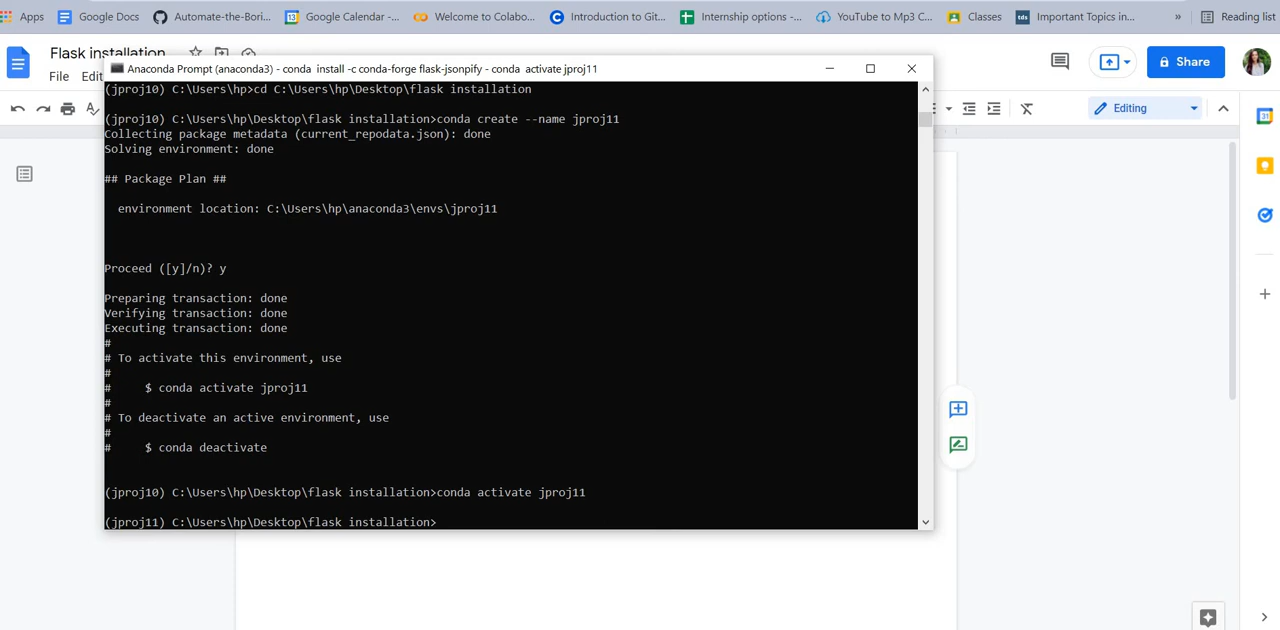 Apps Google Docs Automate-the-Bori... Google Calendar -... Welcome to Colabo... Introduction to Git... Internship options -... YouTube to Mp3 C... Classes Important Topics in... » Reading list
Flask installation
File Edit
Share
Editing
Anaconda Prompt (anaconda3) - conda install -c conda-forge flask-jsonpify - conda activate jproj11
(jproj10) C:\Users\hp>cd C:\Users\hp\Desktop\flask installation
(jproj10) C:\Users\hp\Desktop\flask installation>conda create --name jproj11
Collecting package metadata (current_repodata.json): done
Solving environment: done
## Package Plan ##
environment location: C:\Users\hp\anaconda3\envs\jproj11
Proceed ([y]/n)? y
Preparing transaction: done
Verifying transaction: done
Executing transaction: done
#
# To activate this environment, use
#
# $ conda activate jproj11
#
# To deactivate an active environment, use
#
# $ conda deactivate
(jproj10) C:\Users\hp\Desktop\flask installation>conda activate jproj11
(jproj11) C:\Users\hp\Desktop\flask installation>